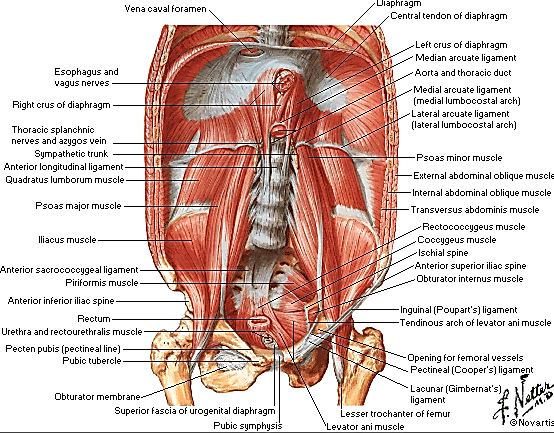 Vena caval foramen
Diaphragm
Central tendon of diaphragm
Left crus of diaphragm
Median arcuate ligament
Aorta and thoracic duct
Medial arcuate ligament
(medial lumbocostal arch)
Lateral arcuate ligament
(lateral lumbocostal arch)
Esophagus and
vagus nerves
Right crus of diaphragm
Thoracic splanchnic
nerves and azygos vein
Sympathetic trunk
Anterior longitudinal ligament
Quadratus lumborum muscle
Psoas major muscle
Iliacus muscle
Anterior sacrococcygeal ligament
Piriformis muscle
Anterior inferior iliac spine
Rectum
Urethra and rectourethralis muscle
Pecten pubis (pectineal line)
Pubic tubercle
Obturator membrane
Superior fascia of urogenital diaphragm
Pubic symphysis
Psoas minor muscle
External abdominal oblique muscle
Internal abdominal oblique muscle
Transversus abdominis muscle
Rectococcygeus muscle
Coccygeus muscle
Ischial spine
Anterior superior iliac spine
Obturator internus muscle
Inguinal (Poupart's) ligament
Tendinous arch of levator ani muscle
Opening for femoral vessels
Pectineal (Cooper's) ligament
Lacunar (Gimbernat's)
ligament
Lesser trochanter of femur
Levator ani muscle
F. Netter
M.D.
©Novartis